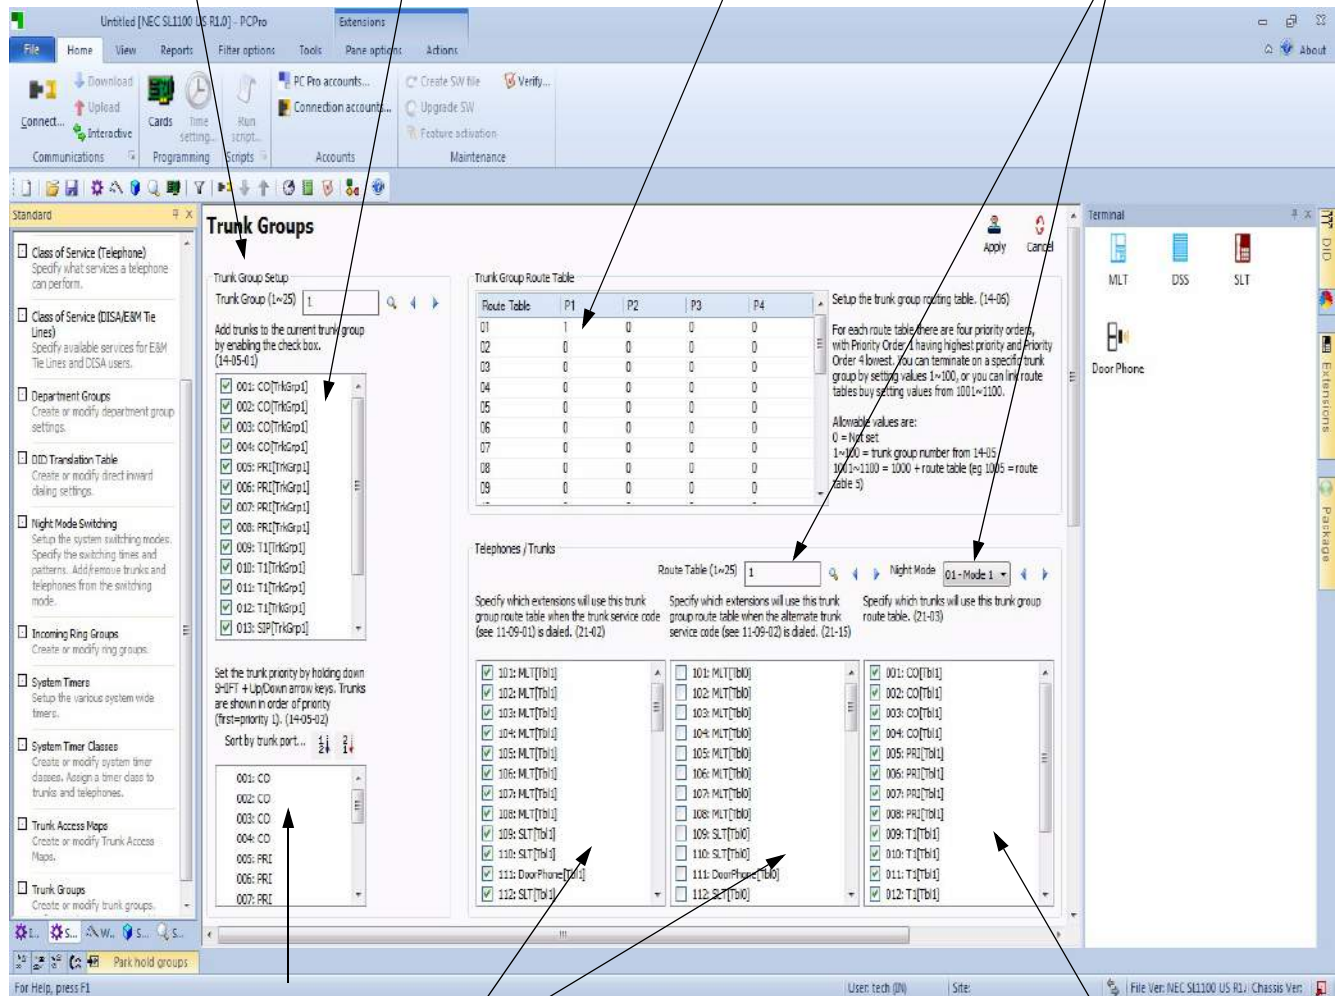 Untitled [NEC SL1100 US R1.0] - PCPro
Extensions
File
Home
View
Reports
Filter options
Tools
Pane options
Actions
About
Connect...
Download
Upload
Interactive
Communications
Cards
Time setting...
Programming
Run script...
Scripts
PC Pro accounts...
Connection accounts...
Accounts
Create SW file
Upgrade SW
Feature activation
Verify...
Maintenance
Standard
Class of Service (Telephone)
Specify what services a telephone
can perform.
Class of Service (DISA/E&M Tie
Lines)
Specify available services for E&M
Tie Lines and DISA users.
Department Groups
Create or modify department group
settings.
DID Translation Table
Create or modify direct inward
dialing settings.
Night Mode Switching
Setup the system switching modes.
Specify the switching times and
patterns. Add/remove trunks and
telephones from the switching
mode.
Incoming Ring Groups
Create or modify ring groups.
System Timers
Setup the various system wide
timers.
System Timer Classes
Create or modify system timer
classes. Assign a timer class to
trunks and telephones.
Trunk Access Maps
Create or modify Trunk Access
Maps.
Trunk Groups
Create or modify trunk groups.
I...
S...
W...
S...
S...
Trunk Groups
Apply
Cancel
Trunk Group Setup
Trunk Group (1~25) 1
Add trunks to the current trunk group
by enabling the check box.
(14-05-01)
001: CO[TrkGrp1]
002: CO[TrkGrp1]
003: CO[TrkGrp1]
004: CO[TrkGrp1]
005: PRI[TrkGrp1]
006: PRI[TrkGrp1]
007: PRI[TrkGrp1]
008: PRI[TrkGrp1]
009: T1[TrkGrp1]
010: T1[TrkGrp1]
011: T1[TrkGrp1]
012: T1[TrkGrp1]
013: SIP[TrkGrp1]
Set the trunk priority by holding down
SHIFT + Up/Down arrow keys. Trunks
are shown in order of priority
(first=priority 1). (14-05-02)
Sort by trunk port...
001: CO
002: CO
003: CO
004: CO
005: PRI
006: PRI
007: PRI
Trunk Group Route Table
Route Table P1 P2 P3 P4
01 1 0 0 0
02 0 0 0 0
03 0 0 0 0
04 0 0 0 0
05 0 0 0 0
06 0 0 0 0
07 0 0 0 0
08 0 0 0 0
09 0 0 0 0
Setup the trunk group routing table. (14-06)
For each route table there are four priority orders,
with Priority Order 1 having highest priority and Priority
Order 4 lowest. You can terminate on a specific trunk
group by setting values 1~100, or you can link route
tables buy setting values from 1001~1100.
Allowable values are:
0 = Not set
1~100 = trunk group number from 14-05
1001~1100 = 1000 + route table (eg 1005 = route
table 5)
Telephones / Trunks
Route Table (1~25) 1
Night Mode 01 - Mode 1
Specify which extensions will use this trunk
group route table when the trunk service code
(see 11-09-01) is dialed. (21-02)
Specify which extensions will use this trunk
group route table when the alternate trunk
service code (see 11-09-02) is dialed. (21-15)
Specify which trunks will use this trunk group
route table. (21-03)
101: MLT[Tbl1]
102: MLT[Tbl1]
103: MLT[Tbl1]
104: MLT[Tbl1]
105: MLT[Tbl1]
106: MLT[Tbl1]
107: MLT[Tbl1]
108: MLT[Tbl1]
109: SLT[Tbl1]
110: SLT[Tbl1]
111: DoorPhone[Tbl1]
112: SLT[Tbl1]
101: MLT[Tbl0]
102: MLT[Tbl0]
103: MLT[Tbl0]
104: MLT[Tbl0]
105: MLT[Tbl0]
106: MLT[Tbl0]
107: MLT[Tbl0]
108: MLT[Tbl0]
109: SLT[Tbl0]
110: SLT[Tbl0]
111: DoorPhone[Tbl0]
112: SLT[Tbl0]
001: CO[Tbl1]
002: CO[Tbl1]
003: CO[Tbl1]
004: CO[Tbl1]
005: PRI[Tbl1]
006: PRI[Tbl1]
007: PRI[Tbl1]
008: PRI[Tbl1]
009: T1[Tbl1]
010: T1[Tbl1]
011: T1[Tbl1]
012: T1[Tbl1]
Terminal
MLT
DSS
SLT
Door Phone
DID
Extensions
Package
Park hold groups
For Help, press F1
User: tech (IN)
Site:
File Ver: NEC SL1100 US R1.(
Chassis Ver: